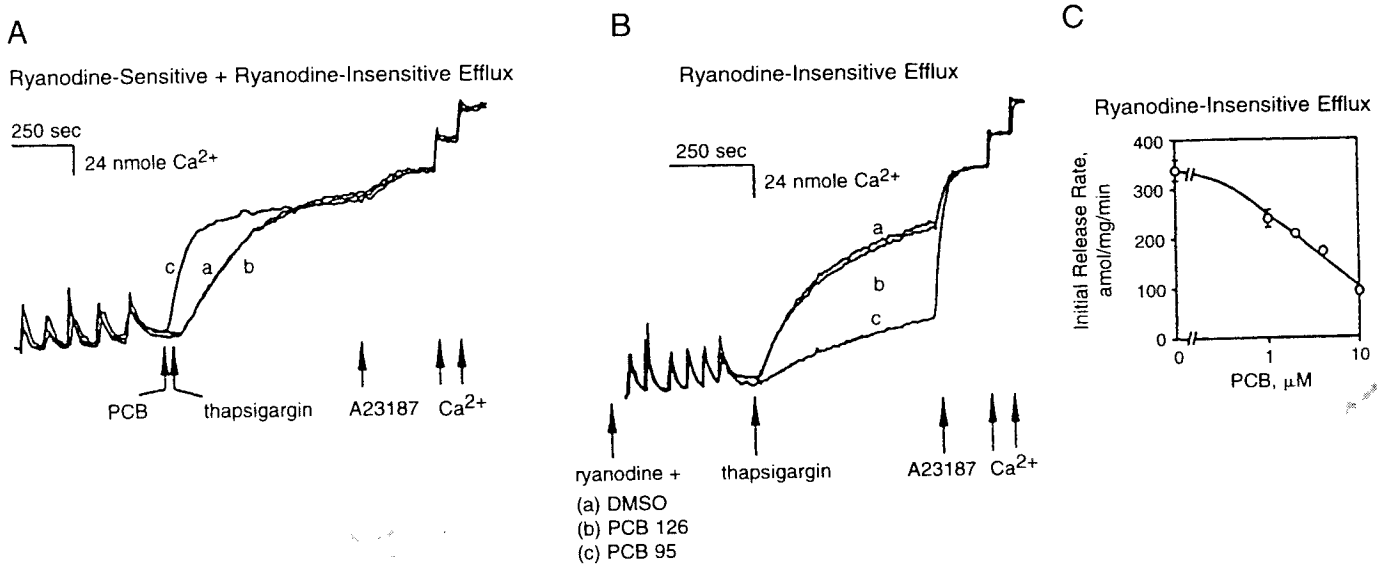 A
Ryanodine-Sensitive + Ryanodine-Insensitive Efflux
250 sec
24 nmole Ca2+
c
a
b
PCB
thapsigargin
A23187
Ca2+
B
Ryanodine-Insensitive Efflux
250 sec
24 nmole Ca2+
a
b
c
ryanodine +
(a) DMSO
(b) PCB 126
(c) PCB 95
thapsigargin
A23187
Ca2+
C
Ryanodine-Insensitive Efflux
Initial Release Rate,
amol/mg/min
400
300
200
100
0
0
1
10
PCB, μM